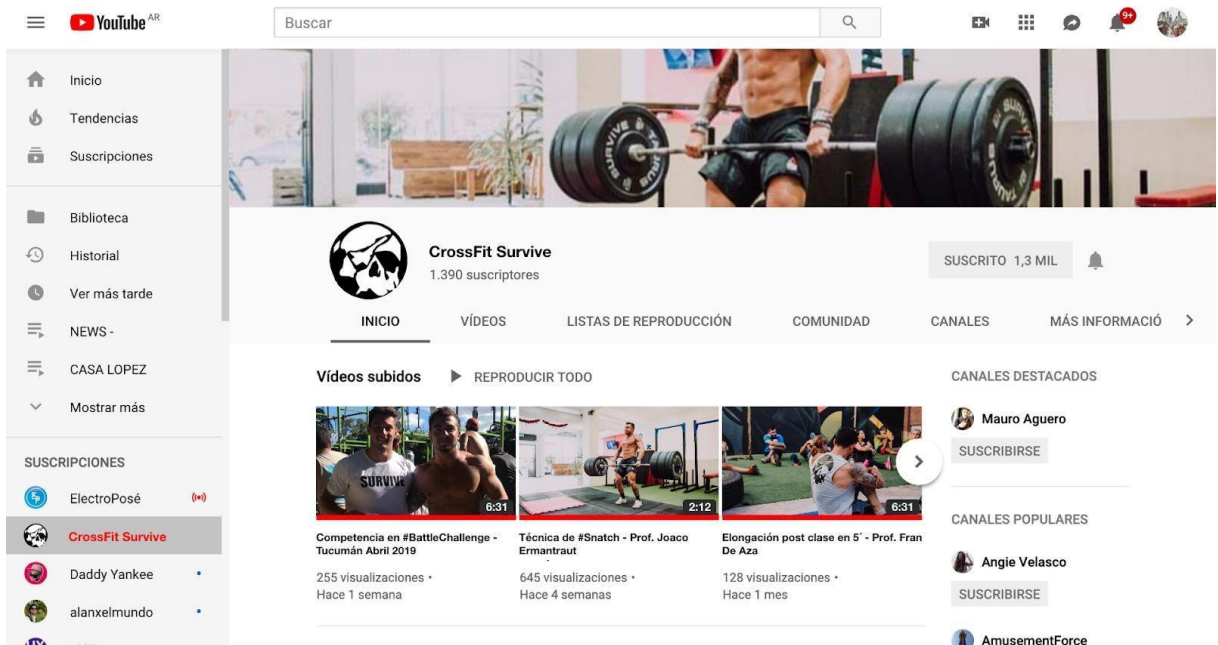 YouTube AR
Buscar
9+
Inicio
Tendencias
Suscripciones
Biblioteca
Historial
Ver más tarde
NEWS -
CASA LOPEZ
Mostrar más
SUSCRIPCIONES
ElectroPosé
CrossFit Survive
Daddy Yankee
alanxelmundo
SURVIVE
TAURUS
CrossFit Survive
1.390 suscriptores
SUSCRITO 1,3 MIL
INICIO
VÍDEOS
LISTAS DE REPRODUCCIÓN
COMUNIDAD
CANALES
MÁS INFORMACIÓ
Vídeos subidos
REPRODUCIR TODO
SURVIVE
6:31
Competencia en #BattleChallenge -
Tucumán Abril 2019
255 visualizaciones •
Hace 1 semana
2:12
Técnica de #Snatch - Prof. Joaco
Ermantraut
645 visualizaciones •
Hace 4 semanas
6:31
Elongación post clase en 5´ - Prof. Fran
De Aza
128 visualizaciones •
Hace 1 mes
CANALES DESTACADOS
Mauro Aguero
SUSCRIBIRSE
CANALES POPULARES
Angie Velasco
SUSCRIBIRSE
AmusementForce